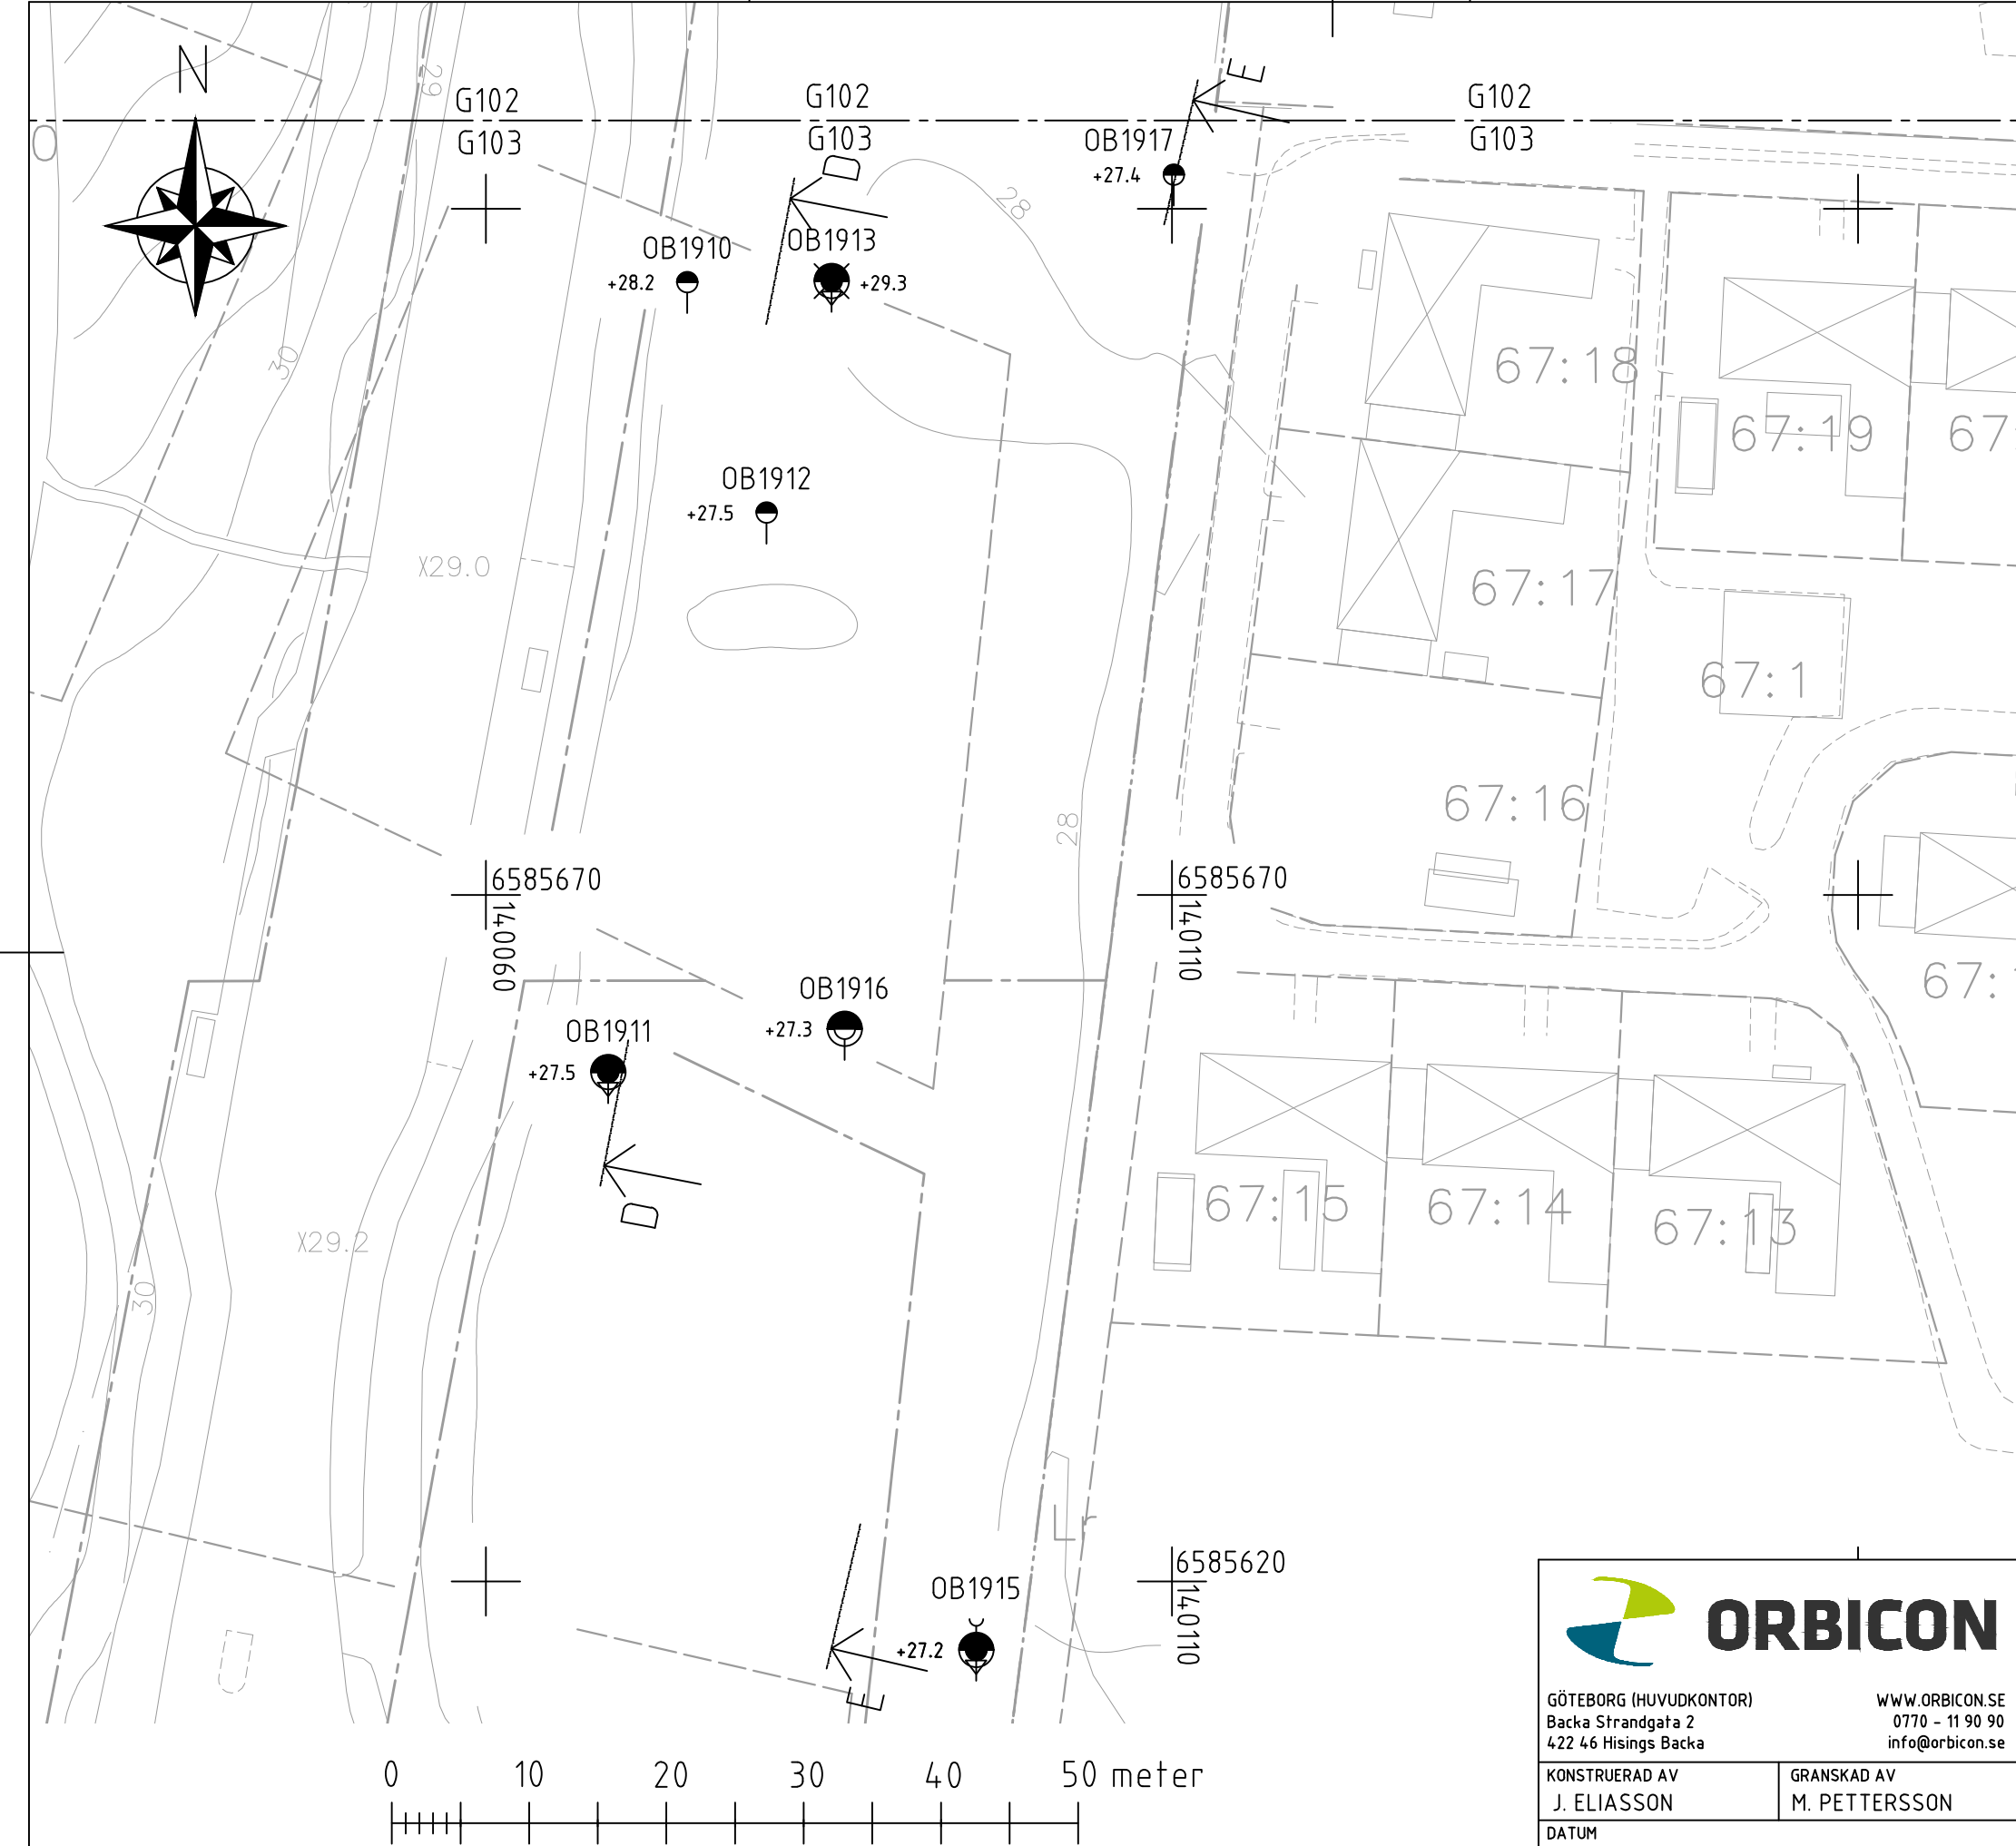 N
29
G102
G102
G102
E
G103
G103
G103
OB1917
+27.4
D
28
OB1910
+28.2
OB1913
+29.3
30
67:18
67:19
67
OB1912
+27.5
X29.0
67:17
67:1
67:16
28
6585670
140060
6585670
140110
OB1916
+27.3
67:
OB1911
+27.5
D
67:15
67:14
67:13
X29.2
30
Lr
6585620
140110
OB1915
+27.2
E
ORBICON
GÖTEBORG (HUVUDKONTOR)
Backa Strandgata 2
422 46 Hisings Backa
WWW.ORBICON.SE
0770 - 11 90 90
info@orbicon.se
0 10 20 30 40 50 meter
KONSTRUERAD AV
J. ELIASSON
GRANSKAD AV
M. PETTERSSON
DATUM